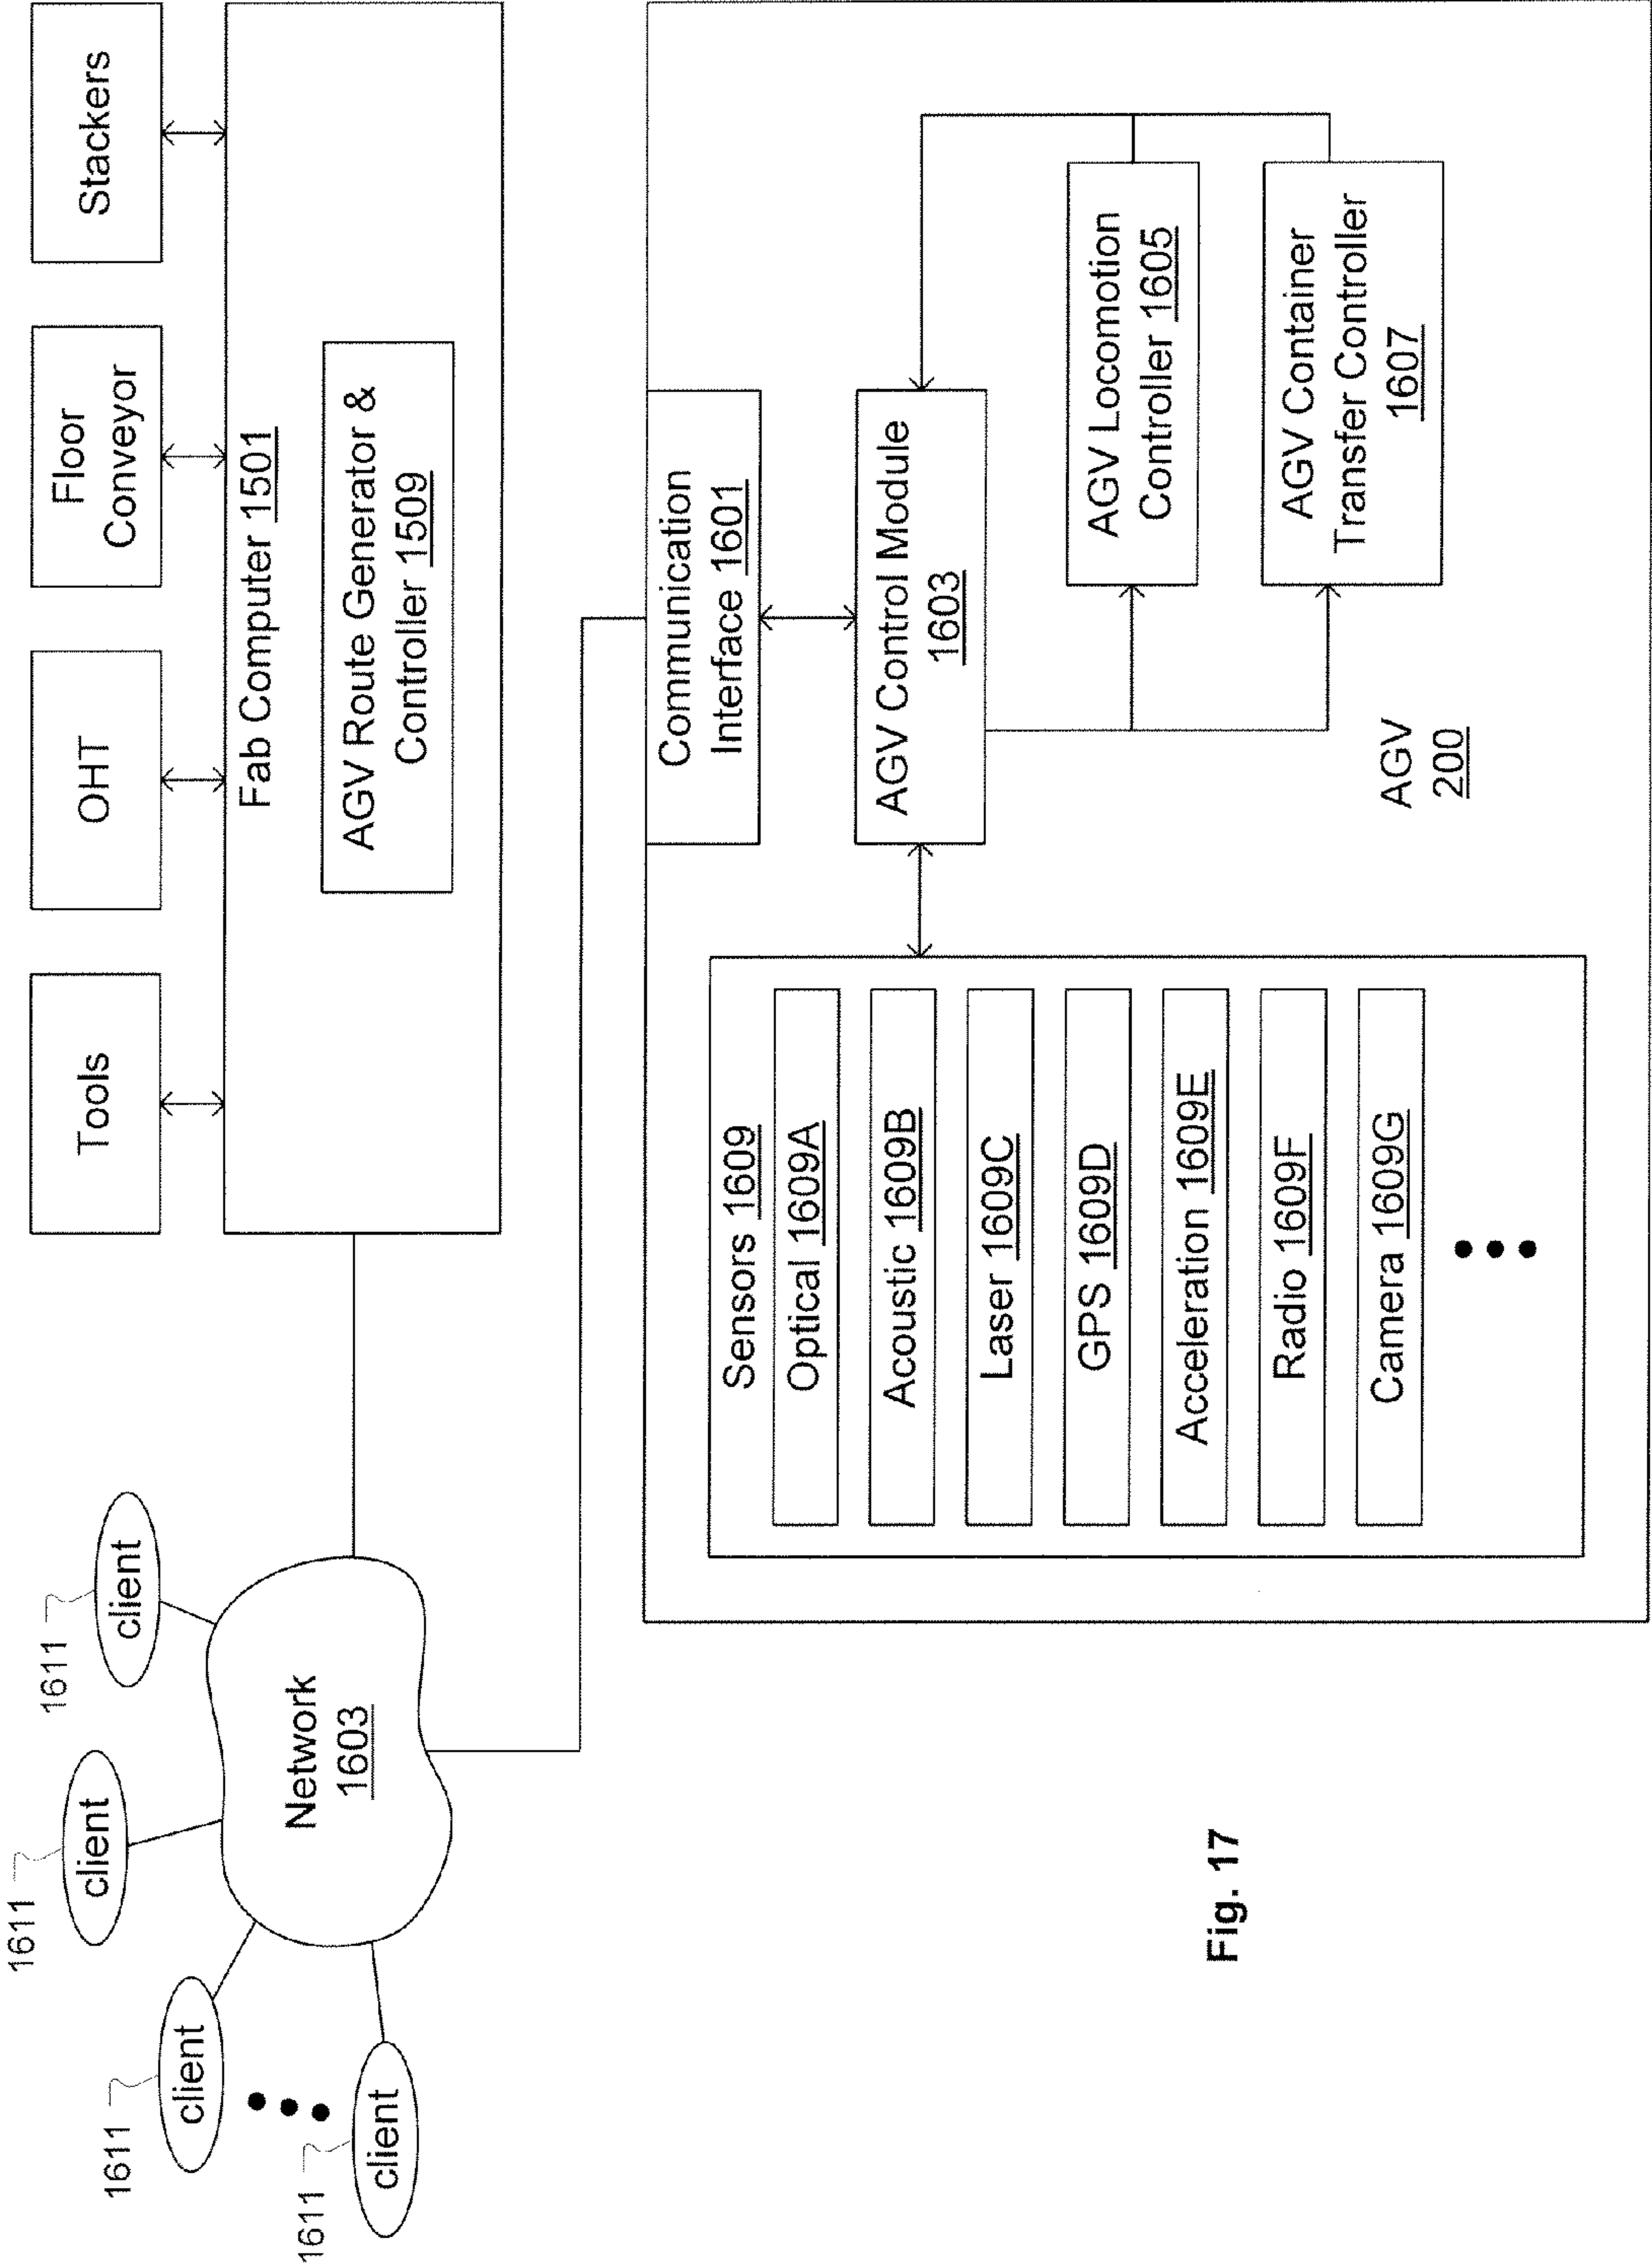 Tools
OHT
Floor
Conveyor
Stackers
Fab Computer 1501
AGV Route Generator &
Controller 1509
1611
client
1611
client
1611
client
1611
client
Network
1603
Communication
Interface 1601
AGV Control Module
1603
AGV Locomotion
Controller 1605
AGV Container
Transfer Controller
1607
AGV
200
Sensors 1609
Optical 1609A
Acoustic 1609B
Laser 1609C
GPS 1609D
Acceleration 1609E
Radio 1609F
Camera 1609G
Fig. 17